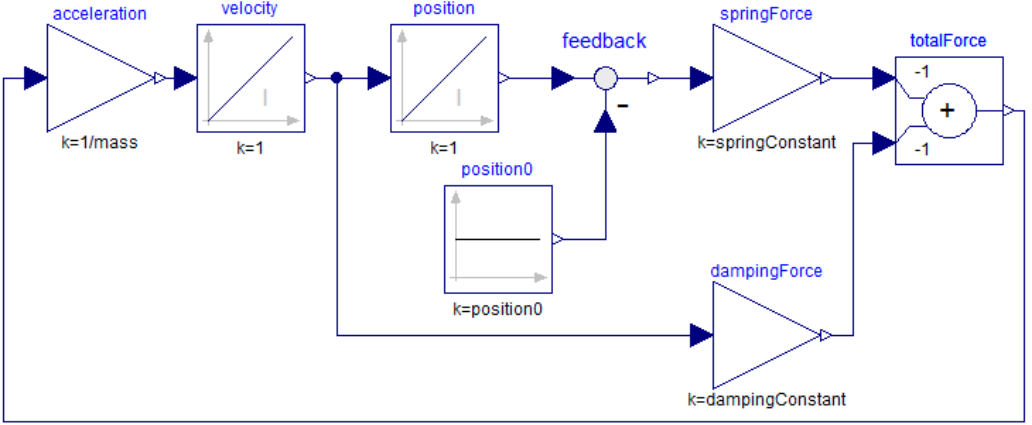 acceleration
velocity
position
springForce
feedback
totalForce
-1
I
I
+
-
k=1/mass
k=1
k=1
k=springConstant
-1
position0
dampingForce
k=position0
k=dampingConstant